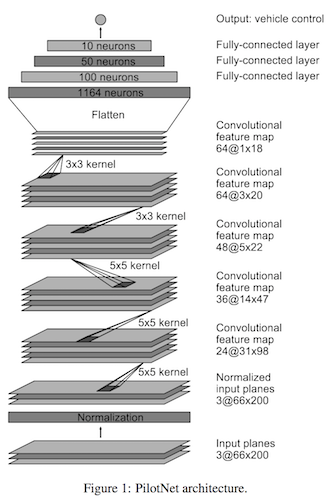 Output: vehicle control
10 neurons
Fully-connected layer
50 neurons
Fully-connected layer
100 neurons
Fully-connected layer
1164 neurons
Flatten
Convolutional
feature map
64@1x18
3x3 kernel
Convolutional
feature map
64@3x20
3x3 kernel
Convolutional
feature map
48@5x22
5x5 kernel
Convolutional
feature map
36@14x47
5x5 kernel
Convolutional
feature map
24@31x98
5x5 kernel
Normalized
input planes
3@66x200
Normalization
Input planes
3@66x200
Figure 1: PilotNet architecture.